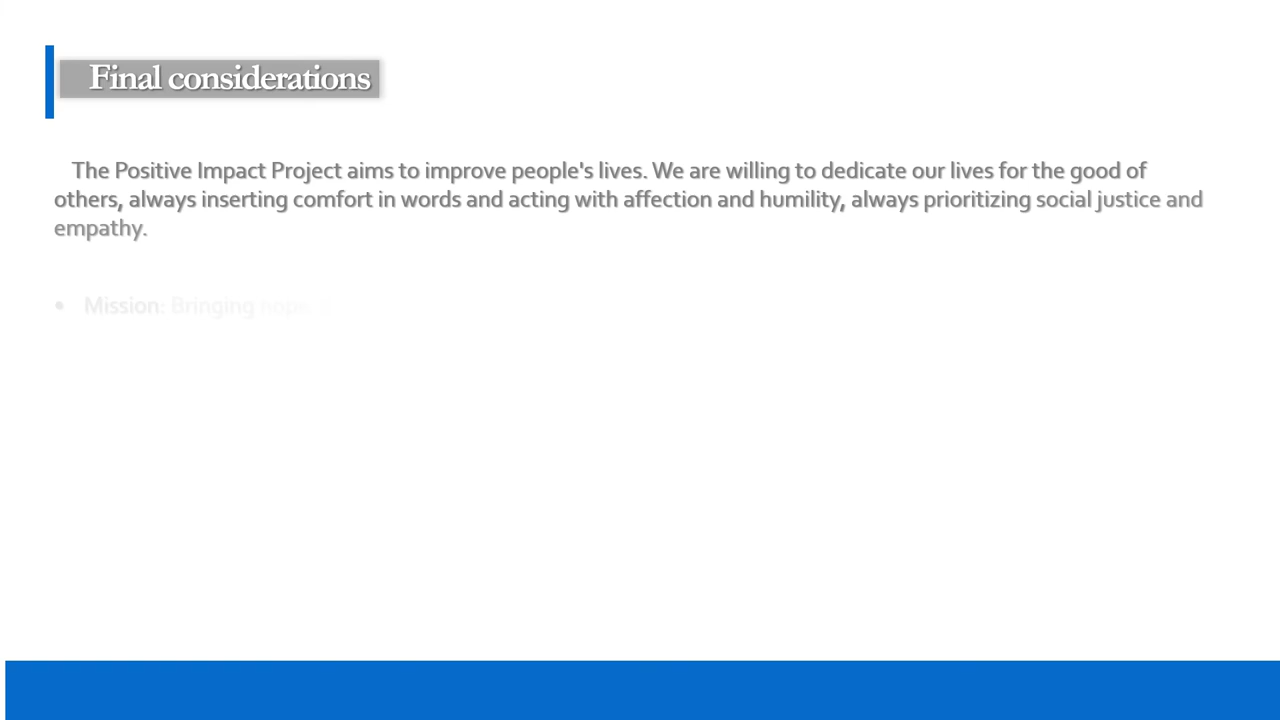 Final considerations
The Positive Impact Project aims to improve people's lives. We are willing to dedicate our lives for the good of
others, always inserting comfort in words and acting with affection and humility, always prioritizing social justice and
empathy.
• Mission: Bringing hope